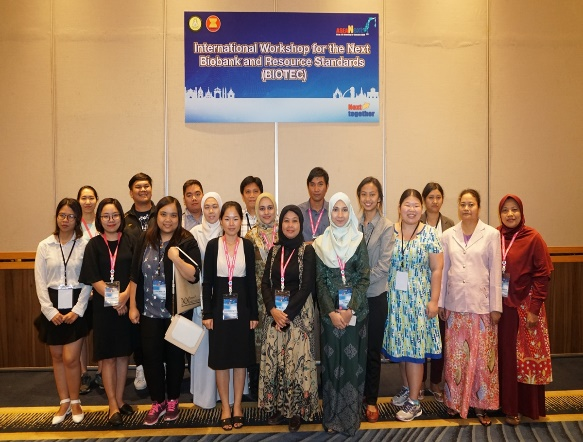 International Workshop for the Next
Biobank and Resource Standards
(BIOTEC)
Next
together